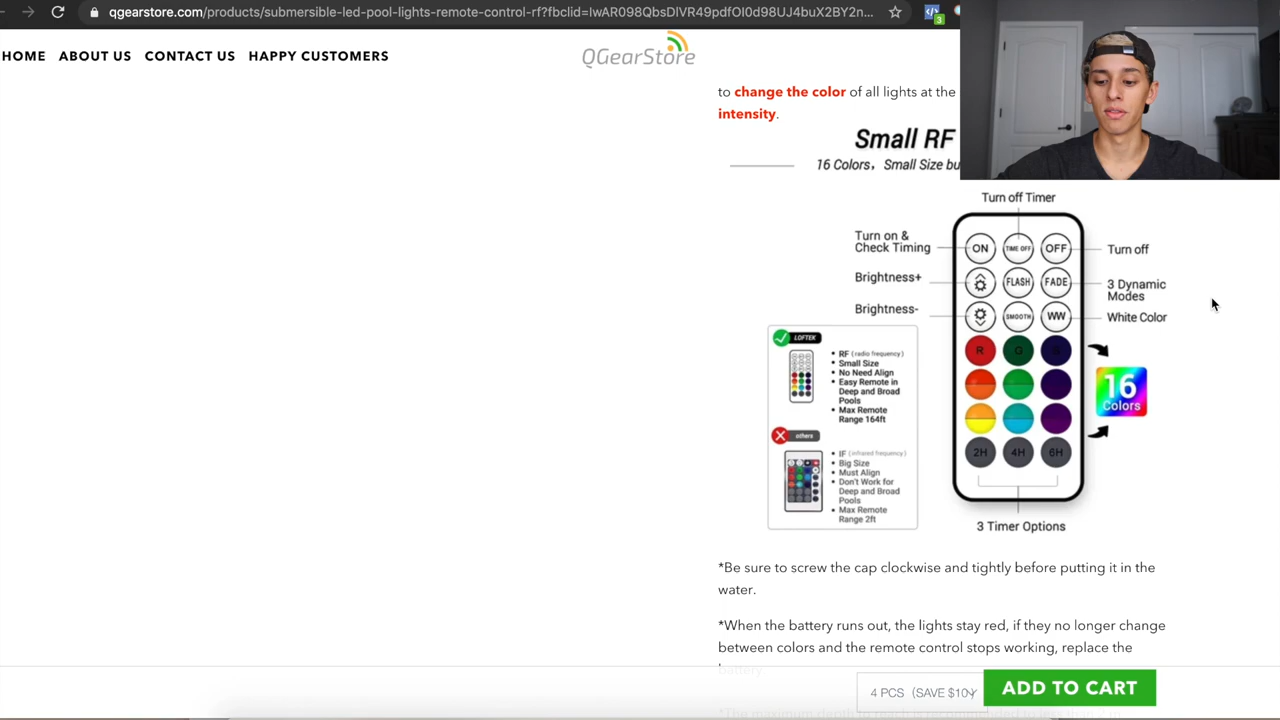 qgearstore.com/products/submersible-led-pool-lights-remote-control-rf?fbclid=IwAR098QbsDlVR49pdfOI0d98UJ4buX2BY2n...
3
HOME ABOUT US CONTACT US HAPPY CUSTOMERS
QGearStore
to change the color of all lights at the
intensity.
Small RF
16 Colors, Small Size bu
Turn off Timer
Turn on &
Check Timing
ON TIME OFF OFF
Turn off
Brightness+
FLASH FADE
3 Dynamic
Modes
Brightness-
SMOOTH WW
White Color
R G
16
Colors
2H 4H 6H
3 Timer Options
LOFTEK
RF (radio frequency)
Small Size
No Need Align
Easy Remote in
Deep and Broad
Pools
Max Remote
Range 164ft
others
IF (infrared frequency)
Big Size
Must Align
Don't Work for
Deep and Broad
Pools
Max Remote
Range 2ft
*Be sure to screw the cap clockwise and tightly before putting it in the
water.
*When the battery runs out, the lights stay red, if they no longer change
between colors and the remote control stops working, replace the
battery
4 PCS (SAVE $10)
ADD TO CART